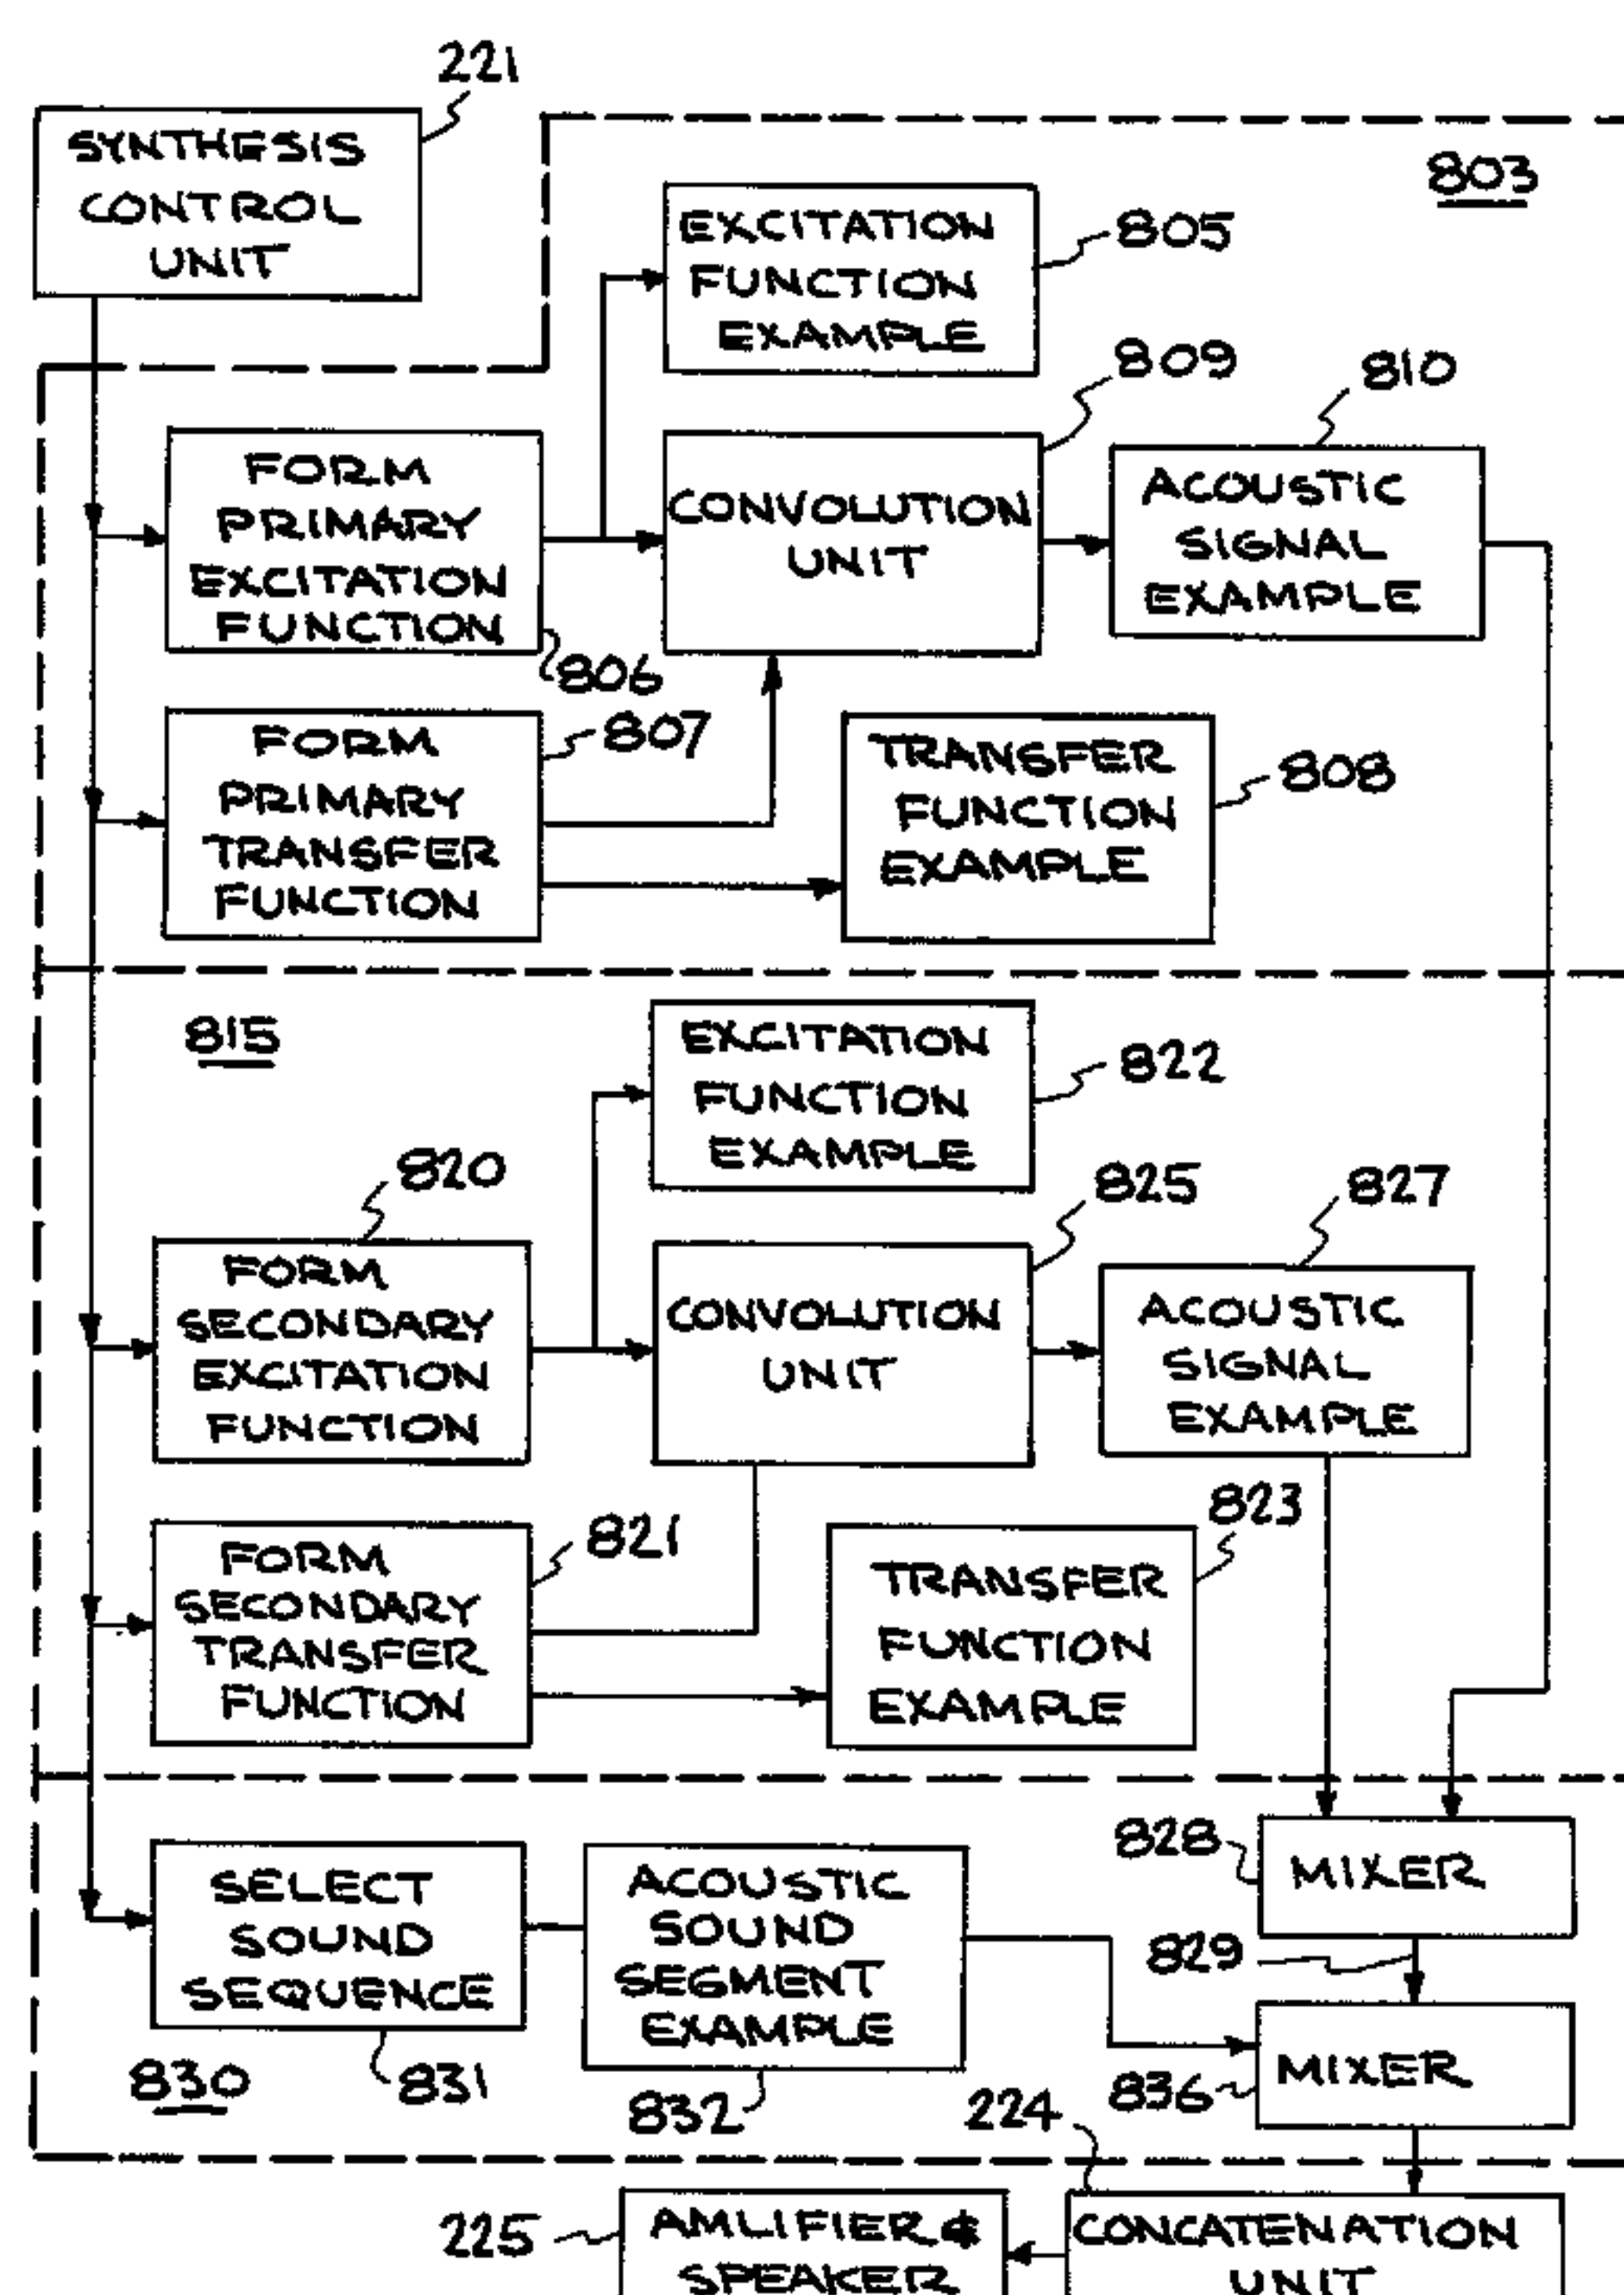 221
SYNTHESIS
CONTROL
UNIT
803
EXCITATION
FUNCTION
EXAMPLE
805
809
810
FORM
PRIMARY
EXCITATION
FUNCTION
806
CONVOLUTION
UNIT
ACOUSTIC
SIGNAL
EXAMPLE
FORM
PRIMARY
TRANSFER
FUNCTION
807
TRANSFER
FUNCTION
EXAMPLE
808
815
EXCITATION
FUNCTION
EXAMPLE
822
820
825
827
FORM
SECONDARY
EXCITATION
FUNCTION
CONVOLUTION
UNIT
ACOUSTIC
SIGNAL
EXAMPLE
FORM
SECONDARY
TRANSFER
FUNCTION
821
TRANSFER
FUNCTION
EXAMPLE
823
828
MIXER
829
SELECT
SOUND
SEQUENCE
ACOUSTIC
SOUND
SEGMENT
EXAMPLE
830
831
832
836
MIXER
224
225
AMLIFIER &
SPEAKER
CONCATENATION
UNIT